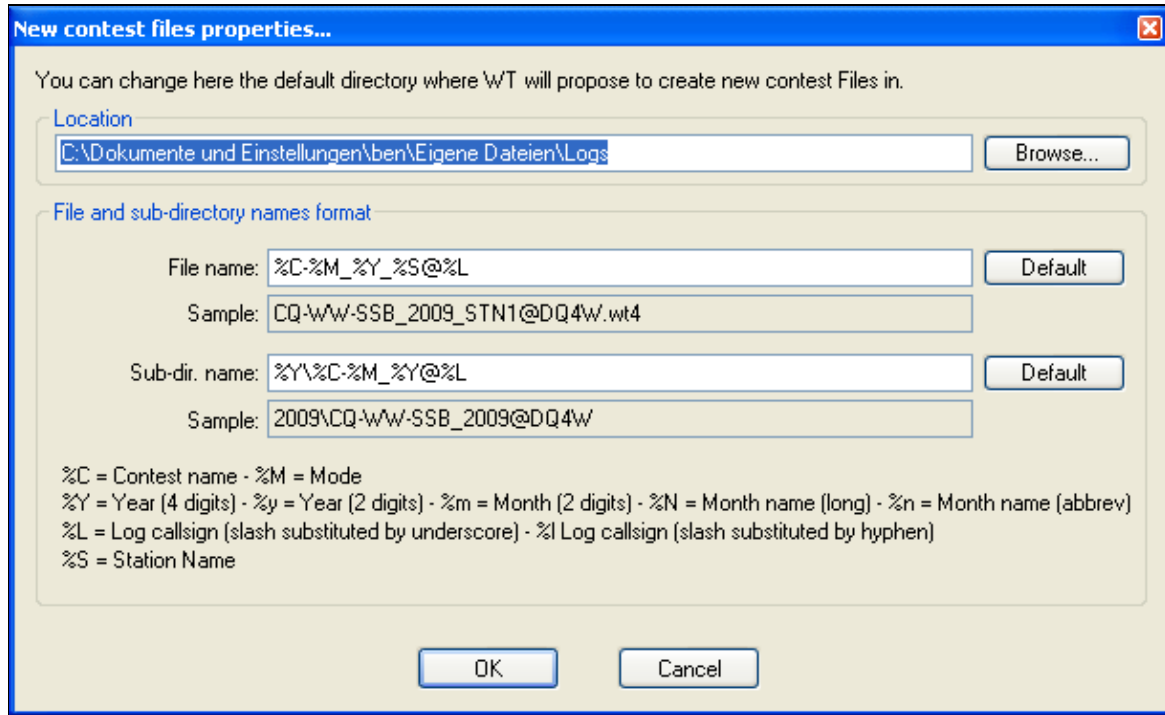 New contest files properties...
You can change here the default directory where WT will propose to create new contest Files in.
Location
C:\Dokumente und Einstellungen\ben\Eigene Dateien\Logs
Browse...
File and sub-directory names format
File name: %C-%M_%Y_%S@%L Default
Sample: CQ-WW-SSB_2009_STN1@DQ4W.wt4
Sub-dir. name: %Y\%C-%M_%Y@%L Default
Sample: 2009\CQ-WW-SSB_2009@DQ4W
%C = Contest name - %M = Mode
%Y = Year (4 digits) - %y = Year (2 digits) - %m = Month (2 digits) - %N = Month name (long) - %n = Month name (abbrev)
%L = Log callsign (slash substituted by underscore) - %l Log callsign (slash substituted by hyphen)
%S = Station Name
OK Cancel